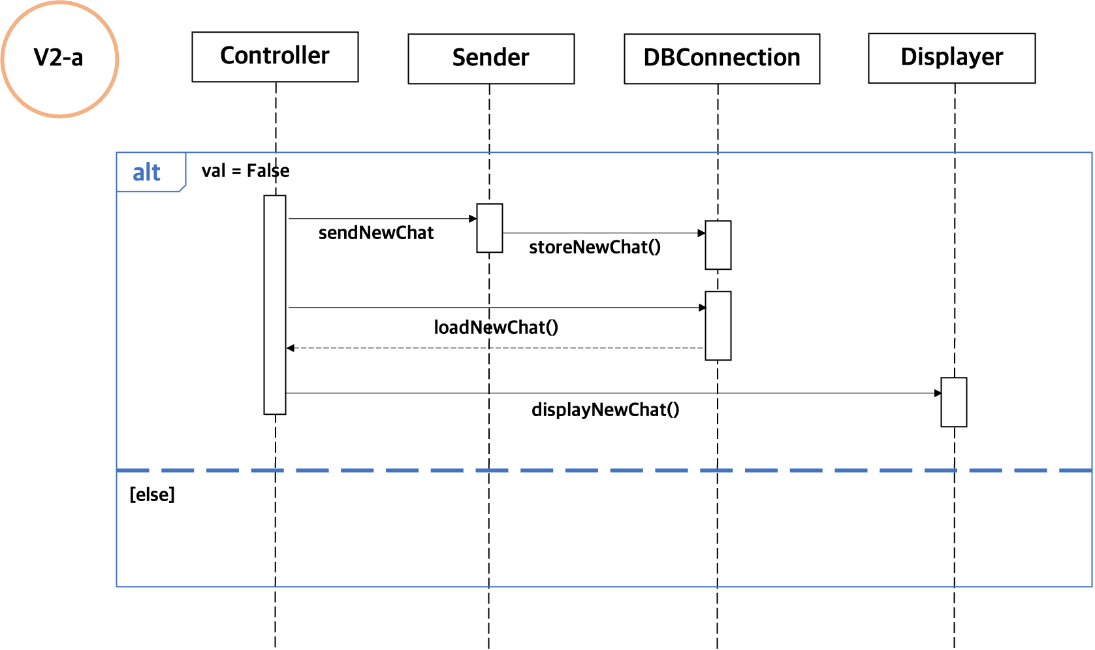 V2-a
Controller
Sender
DBConnection
Displayer
alt
val = False
sendNewChat
storeNewChat()
loadNewChat()
displayNewChat()
[else]